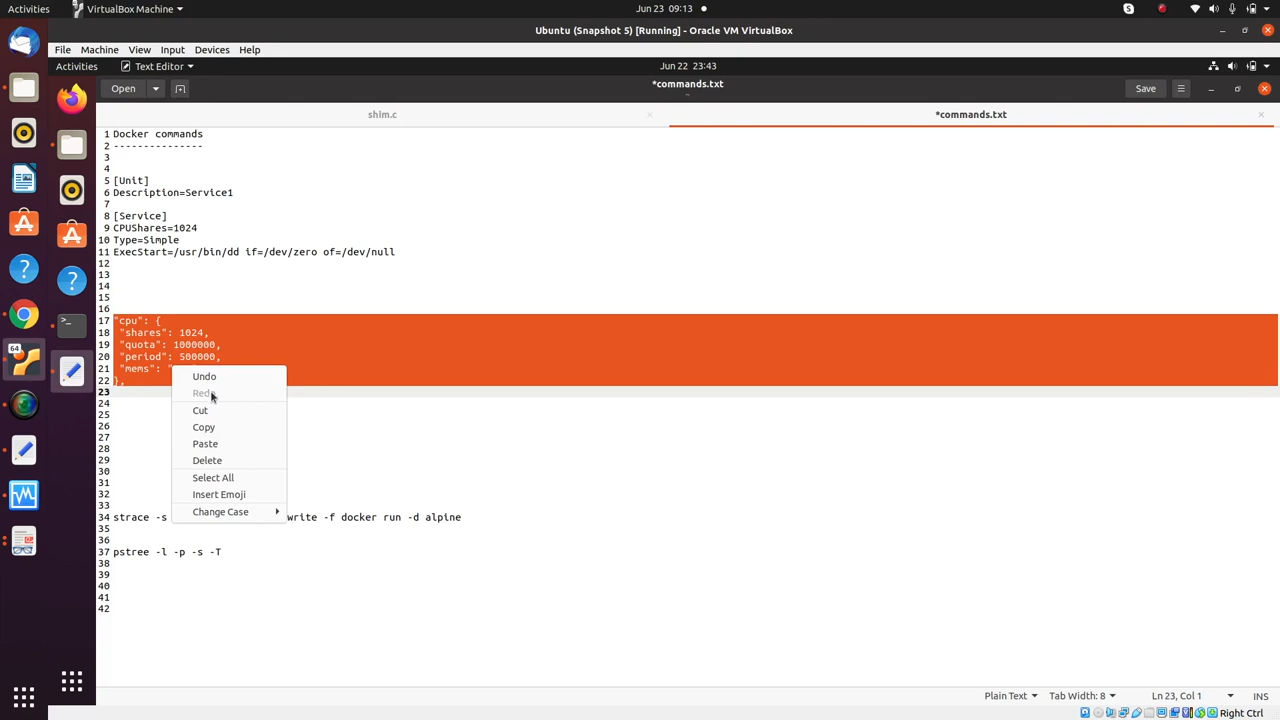 Activities
VirtualBox Machine
Jun 23 09:13
Ubuntu (Snapshot 5) [Running] - Oracle VM VirtualBox
File Machine View Input Devices Help
Activities
Text Editor
Jun 22 23:43
Open
*commands.txt
Save
shim.c
*commands.txt
1 Docker commands
2 ---------------
3
4
5 [Unit]
6 Description=Service1
7
8 [Service]
9 CPUShares=1024
10 Type=Simple
11 ExecStart=/usr/bin/dd if=/dev/zero of=/dev/null
12
13
14
15
16
17 "cpu": {
18 "shares": 1024,
19 "quota": 1000000,
20 "period": 500000,
21 "mems": "
22 },
23
24
25
26
27
28
29
30
31
32
33
34 strace -s write -f docker run -d alpine
35
36
37 pstree -l -p -s -T
38
39
40
41
42
Undo
Redo
Cut
Copy
Paste
Delete
Select All
Insert Emoji
Change Case
64
Plain Text
Tab Width: 8
Ln 23, Col 1
INS
Right Ctrl